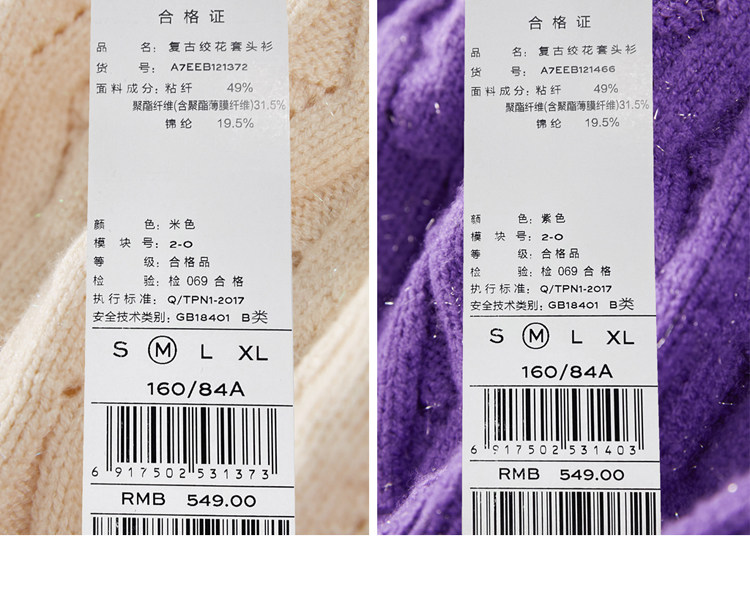 合格证
品 名：复古绞花套头衫
货 号：A7EEB121372
面料成分：粘纤 49%
聚酯纤维(含聚酯薄膜纤维)31.5%
锦纶 19.5%
颜 色：米色
模 块 号：2-0
等 级：合格品
检 验：检 069 合格
执行标准：Q/TPN1-2017
安全技术类别：GB18401 B类
S M L XL
160/84A
6 917502 531373
RMB 549.00
合格证
品 名：复古绞花套头衫
货 号：A7EEB121466
面料成分：粘纤 49%
聚酯纤维(含聚酯薄膜纤维)31.5%
锦纶 19.5%
颜 色：紫色
模 块 号：2-0
等 级：合格品
检 验：检 069 合格
执行标准：Q/TPN1-2017
安全技术类别：GB18401 B类
S M L XL
160/84A
6 917502 531403
RMB 549.00